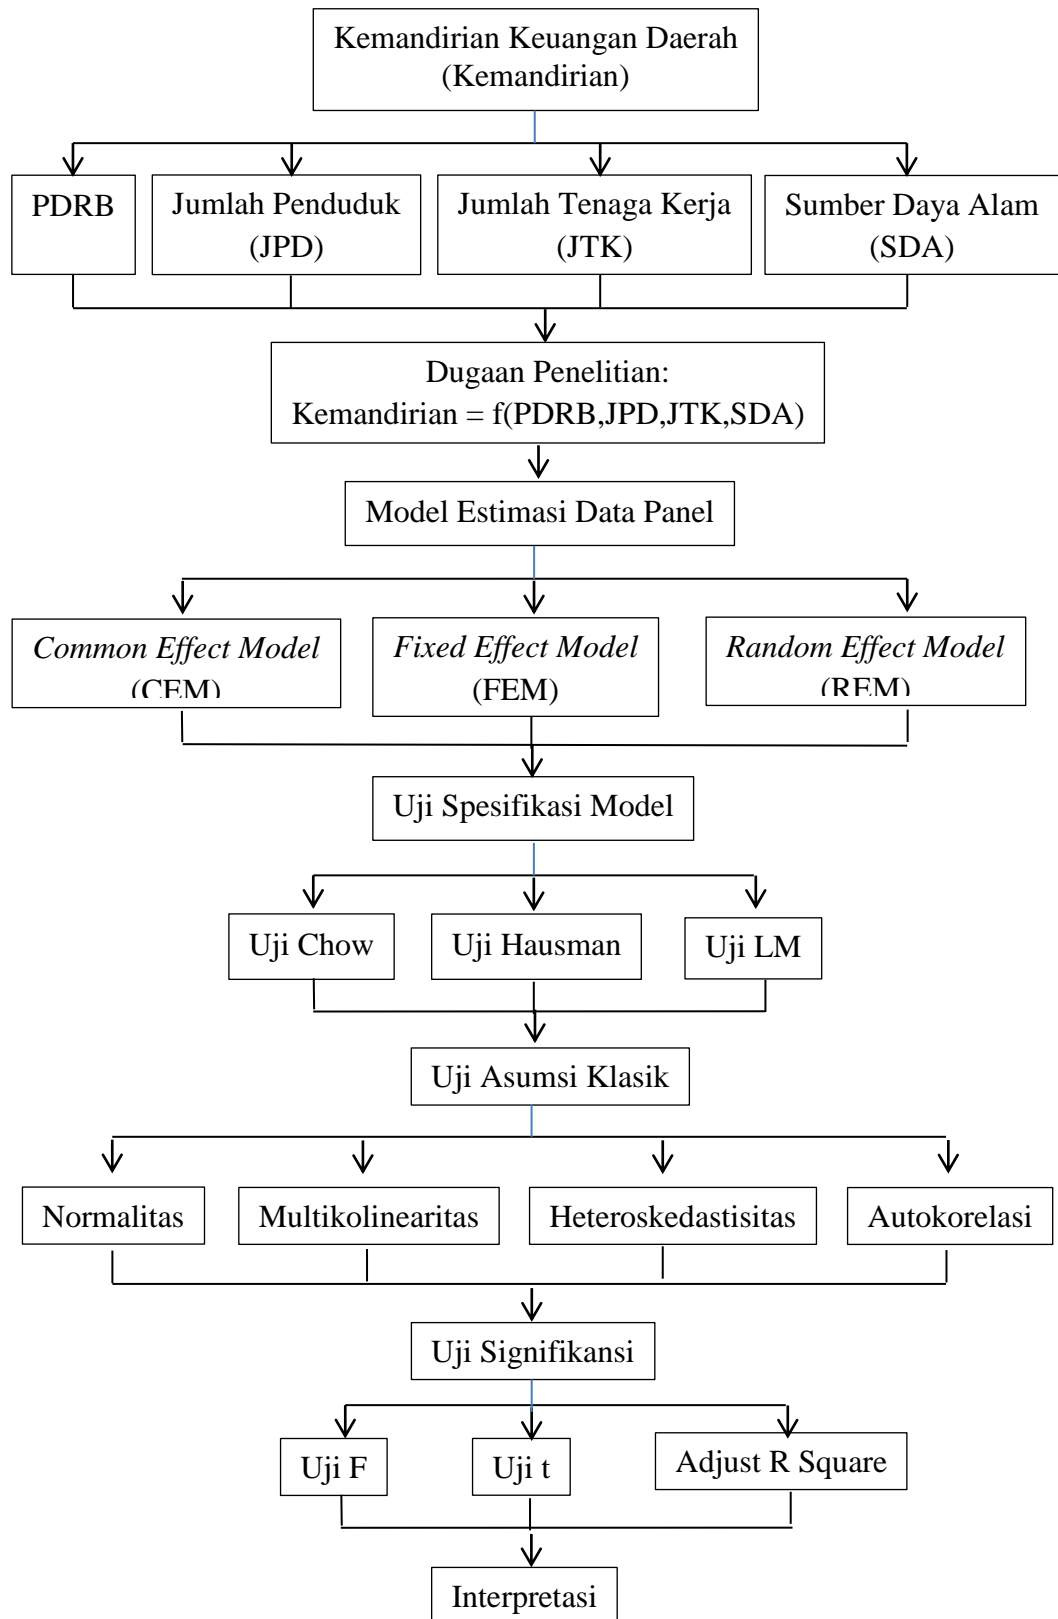 Kemandirian Keuangan Daerah
(Kemandirian)
PDRB
Jumlah Penduduk
(JPD)
Jumlah Tenaga Kerja
(JTK)
Sumber Daya Alam
(SDA)
Dugaan Penelitian:
Kemandirian = f(PDRB,JPD,JTK,SDA)
Model Estimasi Data Panel
Common Effect Model
(CEM)
Fixed Effect Model
(FEM)
Random Effect Model
(REM)
Uji Spesifikasi Model
Uji Chow
Uji Hausman
Uji LM
Uji Asumsi Klasik
Normalitas
Multikolinearitas
Heteroskedastisitas
Autokorelasi
Uji Signifikansi
Uji F
Uji t
Adjust R Square
Interpretasi